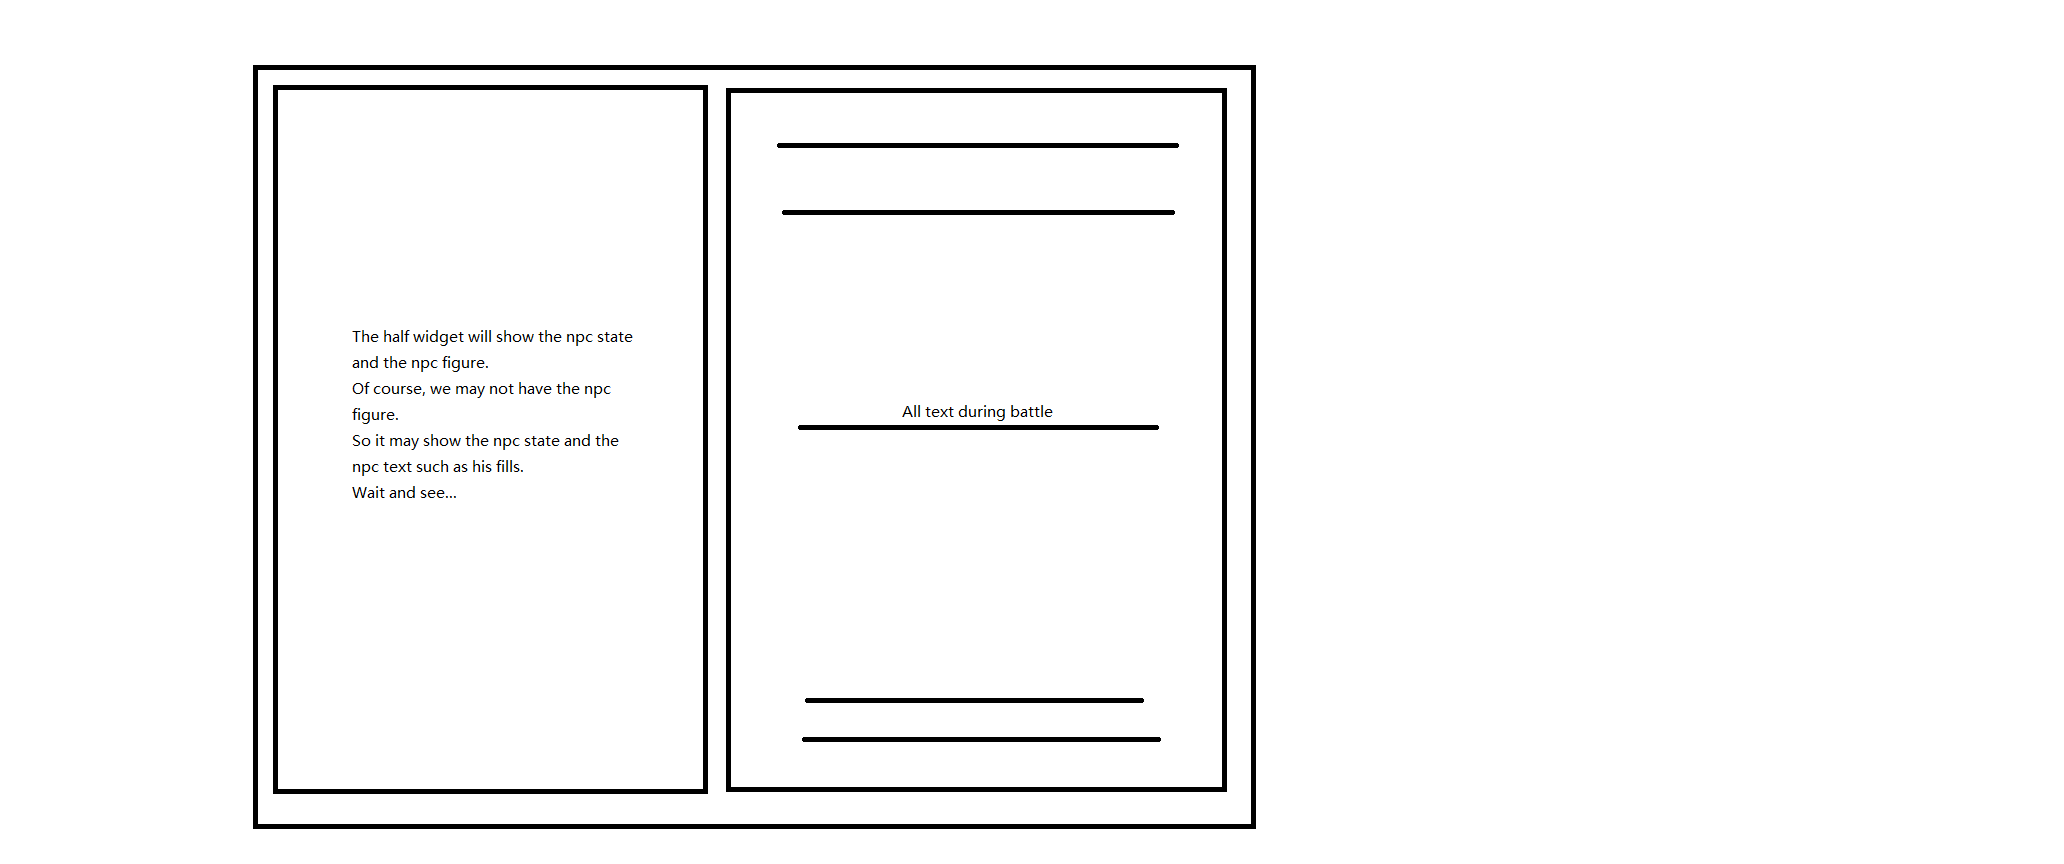 The half widget will show the npc state
and the npc figure.
Of course, we may not have the npc
figure.
So it may show the npc state and the
npc text such as his fills.
Wait and see...
All text during battle